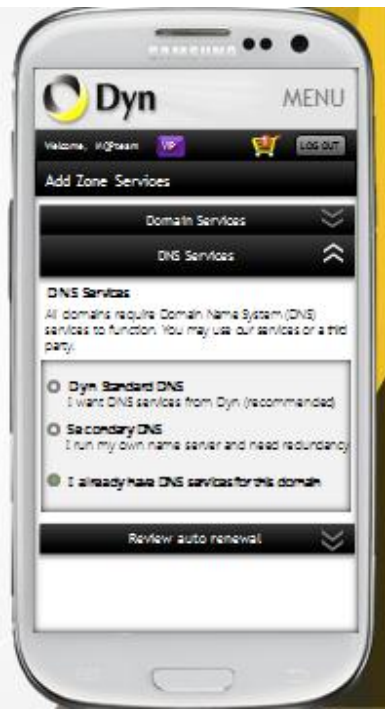 SAMSUNG
Dyn
MENU
Welcome, MQPteam VIP LOG OUT
Add Zone Services
Domain Services
DNS Services
DNS Services
All domains require Domain Name System (DNS)
services to function. You may use our services or a third
party.
Dyn Standard DNS
I want DNS services from Dyn (recommended)
Secondary DNS
I run my own name server and need redundancy
I already have DNS services for this domain
Review auto renewal